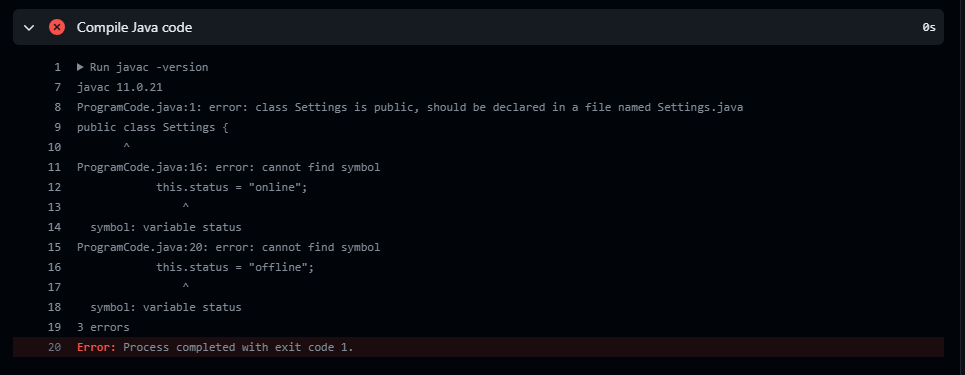 Compile Java code 0s
1 Run javac -version
7 javac 11.0.21
8 ProgramCode.java:1: error: class Settings is public, should be declared in a file named Settings.java
9 public class Settings {
10 ^
11 ProgramCode.java:16: error: cannot find symbol
12 this.status = "online";
13 ^
14 symbol: variable status
15 ProgramCode.java:20: error: cannot find symbol
16 this.status = "offline";
17 ^
18 symbol: variable status
19 3 errors
20 Error: Process completed with exit code 1.